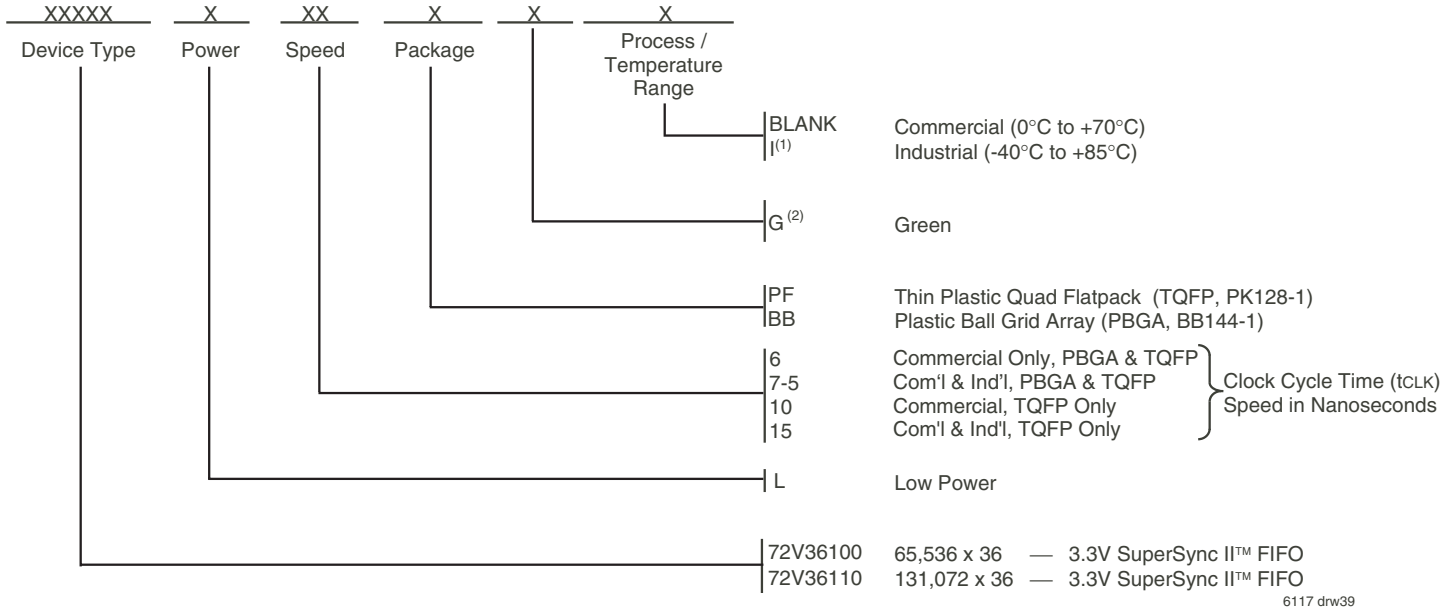 XXXXX X XX X X X
Device Type Power Speed Package Process /
Temperature
Range
BLANK Commercial (0°C to +70°C)
I(1) Industrial (-40°C to +85°C)
G (2) Green
PF Thin Plastic Quad Flatpack (TQFP, PK128-1)
BB Plastic Ball Grid Array (PBGA, BB144-1)
6 Commercial Only, PBGA & TQFP
7-5 Com'l & Ind'l, PBGA & TQFP
10 Commercial, TQFP Only
15 Com'l & Ind'l, TQFP Only
Clock Cycle Time (tCLK)
Speed in Nanoseconds
L Low Power
72V36100 65,536 x 36 — 3.3V SuperSync II™ FIFO
72V36110 131,072 x 36 — 3.3V SuperSync II™ FIFO
6117 drw39